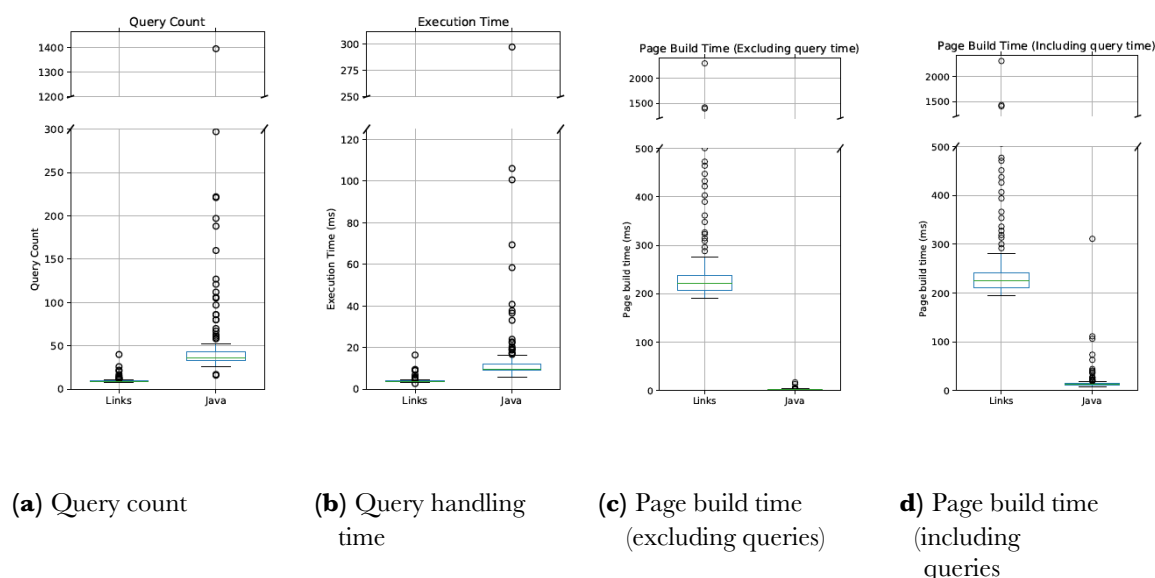 Query Count
1400
1300
1200
300
250
200
150
100
50
0
Query Count
Links Java
Execution Time
300
275
250
120
100
80
60
40
20
0
Execution Time (ms)
Links Java
Page Build Time (Excluding query time)
2000
1500
500
400
300
200
100
0
Page build time (ms)
Links Java
Page Build Time (Including query time)
2000
1500
500
400
300
200
100
0
Page build time (ms)
Links Java
(a) Query count
(b) Query handling
time
(c) Page build time
(excluding queries)
d) Page build time
(including
queries